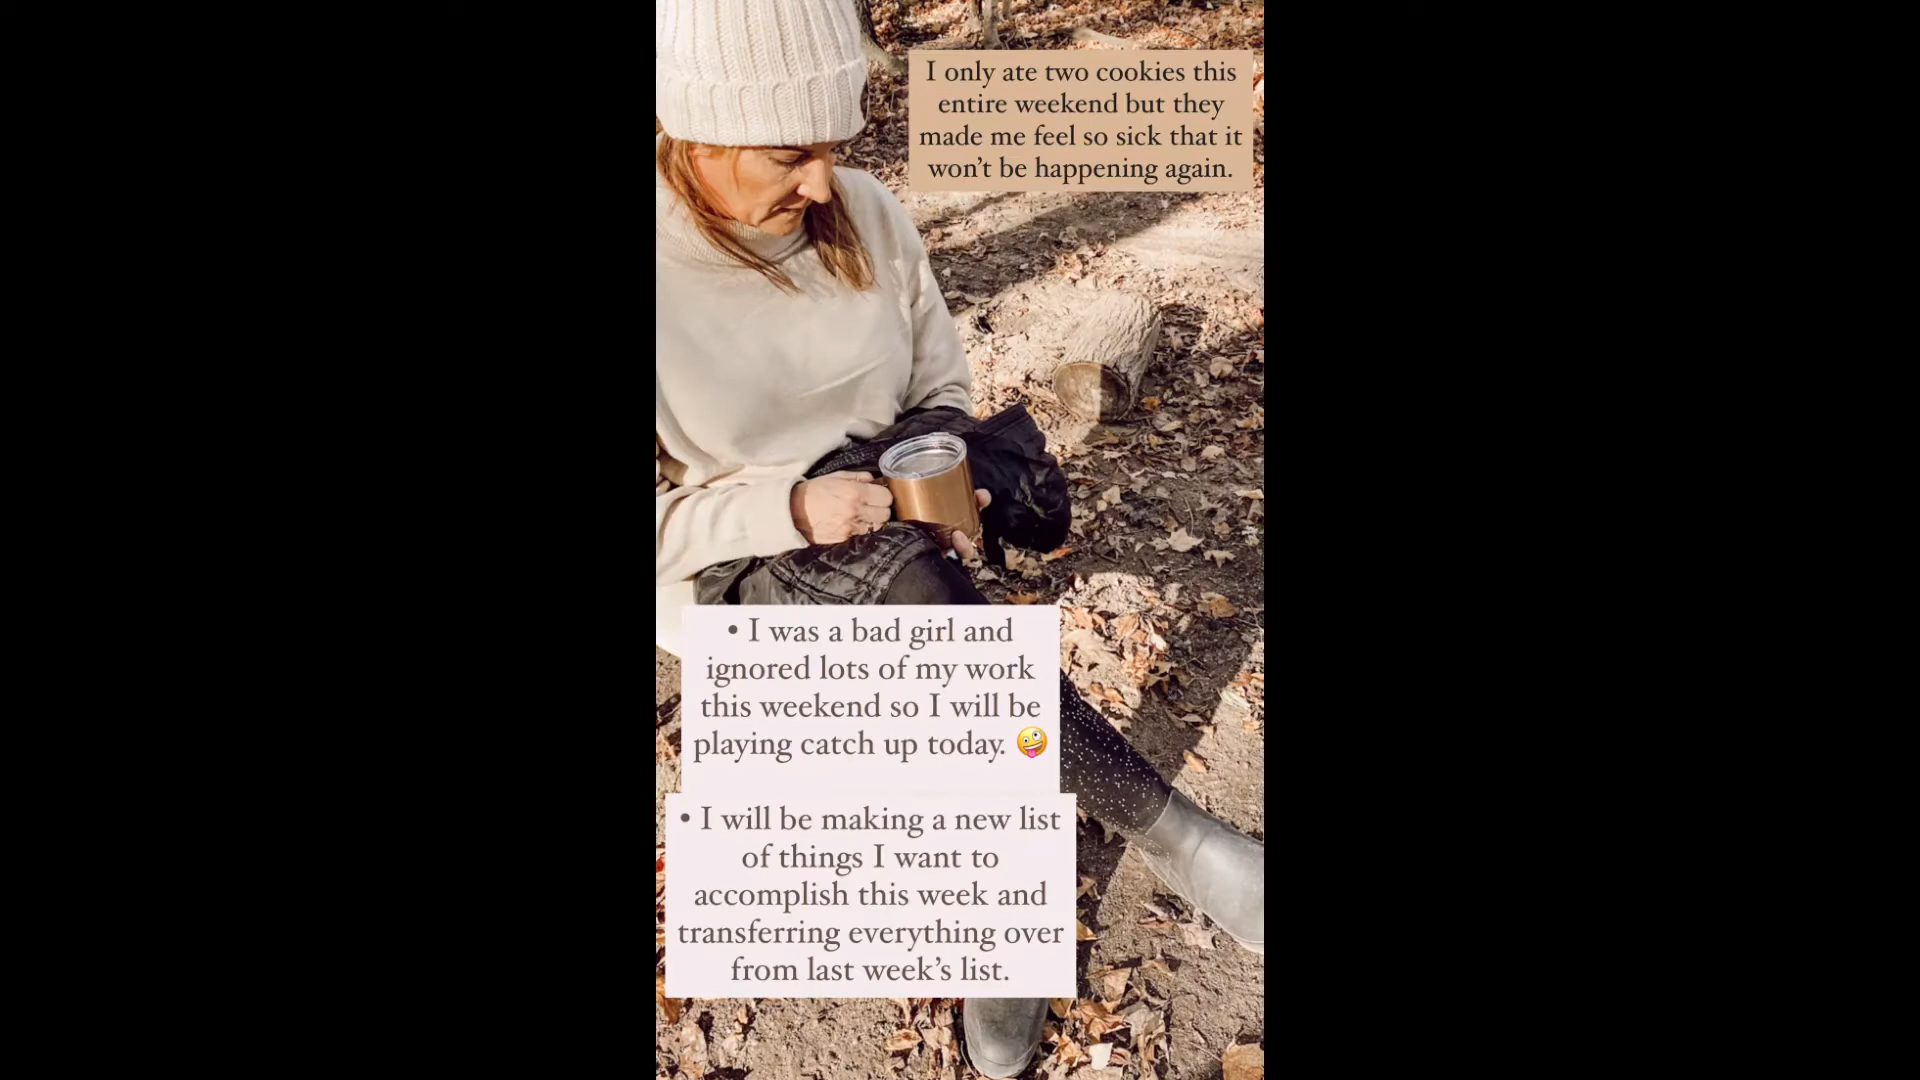 I only ate two cookies this
entire weekend but they
made me feel so sick that it
won’t be happening again.
• I was a bad girl and
ignored lots of my work
this weekend so I will be
playing catch up today. 🤪
• I will be making a new list
of things I want to
accomplish this week and
transferring everything over
from last week’s list.